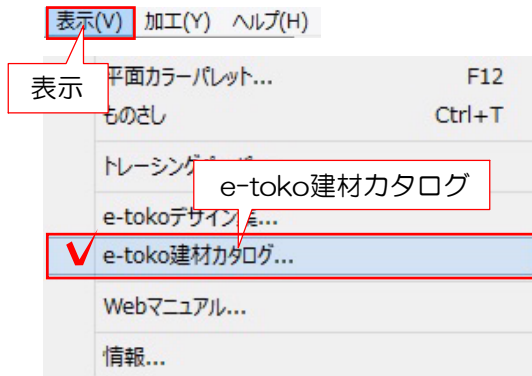 表示(V) 加工(Y) ヘルプ(H)
表示
平面カラーパレット... F12
ものさし Ctrl+T
トレーシング
e-toko建材カタログ
e-tokoデザイン集...
e-toko建材カタログ...
Webマニュアル...
情報...